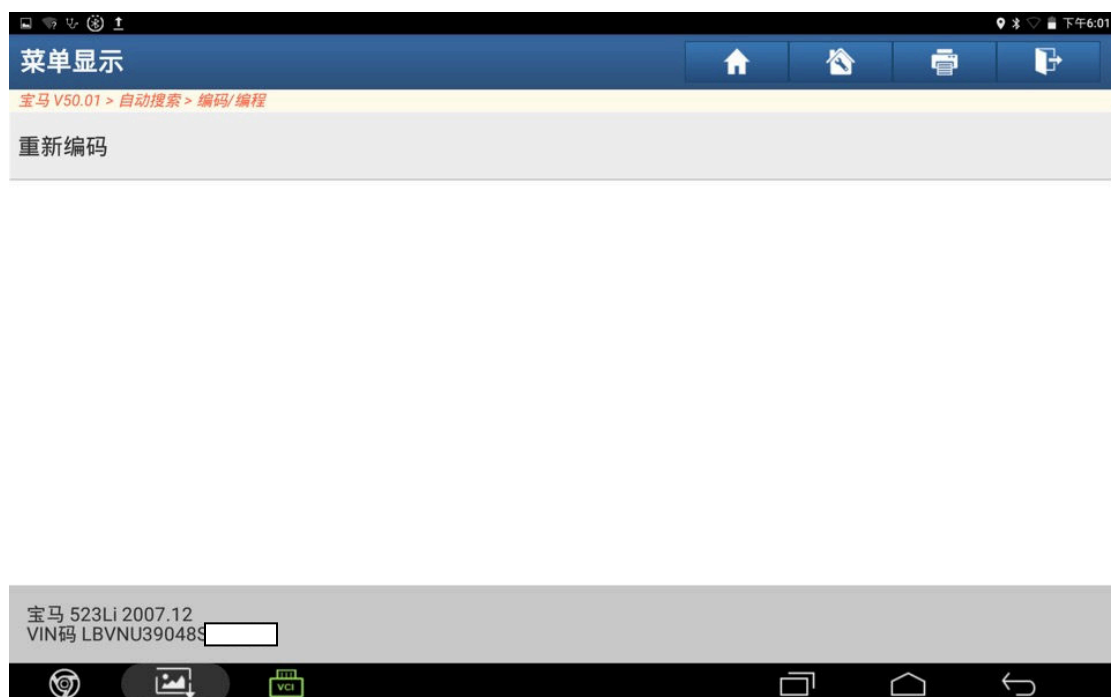 下午6:01
菜单显示
宝马 V50.01 > 自动搜索 > 编码/编程
重新编码
宝马 523Li 2007.12
VIN码 LBVNU39048S
VCI